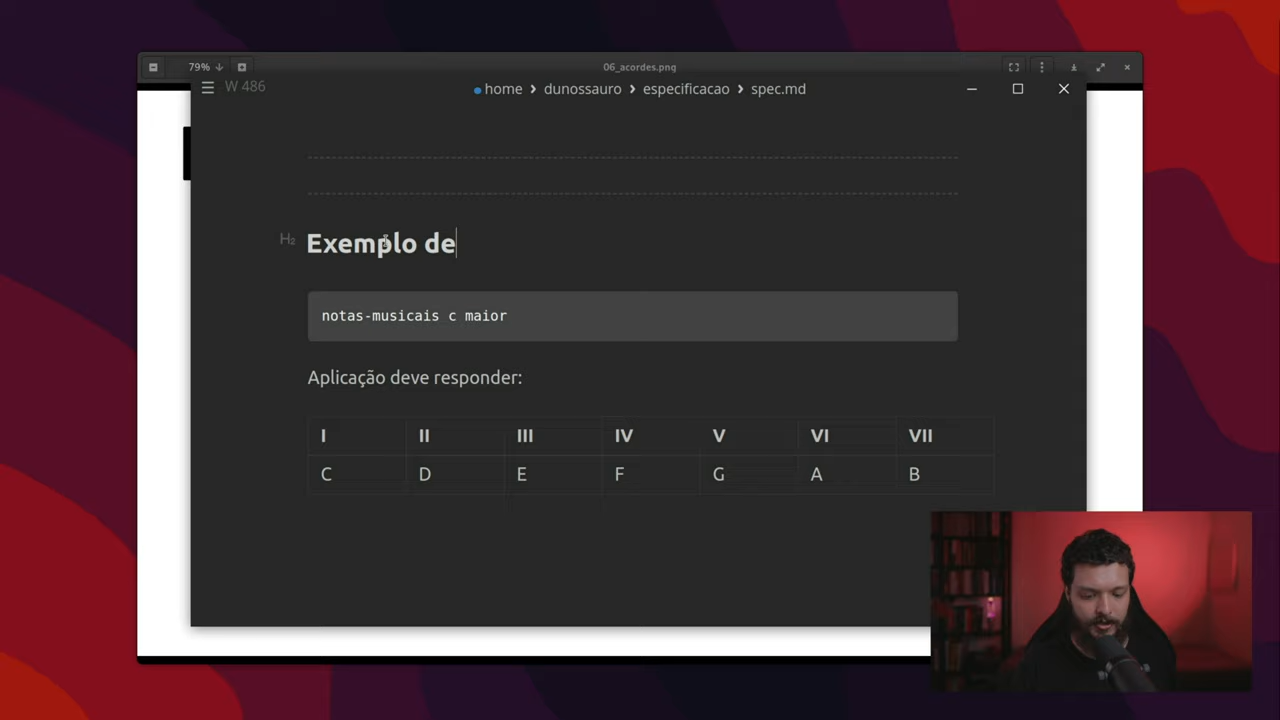 79%
06_acordes.png
W 486
home › dunossauro › especificacao › spec.md
H₂
Exemplo de
notas-musicais c maior
Aplicação deve responder:
I II III IV V VI VII
C D E F G A B